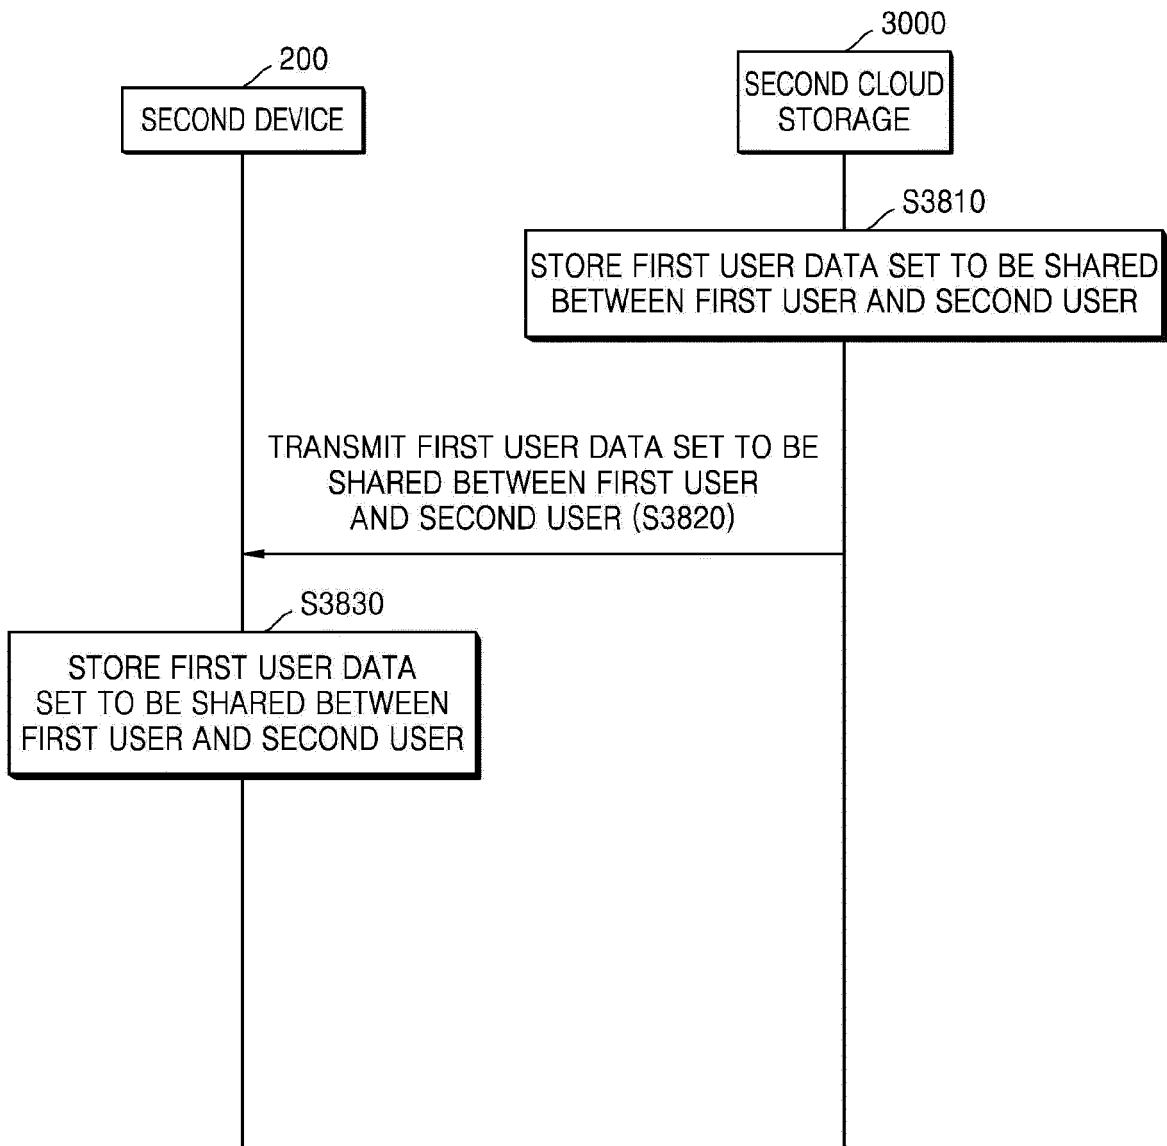 3000
200
SECOND CLOUD
STORAGE
SECOND DEVICE
S3810
STORE FIRST USER DATA SET TO BE SHARED
BETWEEN FIRST USER AND SECOND USER
TRANSMIT FIRST USER DATA SET TO BE
SHARED BETWEEN FIRST USER
AND SECOND USER (S3820)
S3830
STORE FIRST USER DATA
SET TO BE SHARED BETWEEN
FIRST USER AND SECOND USER